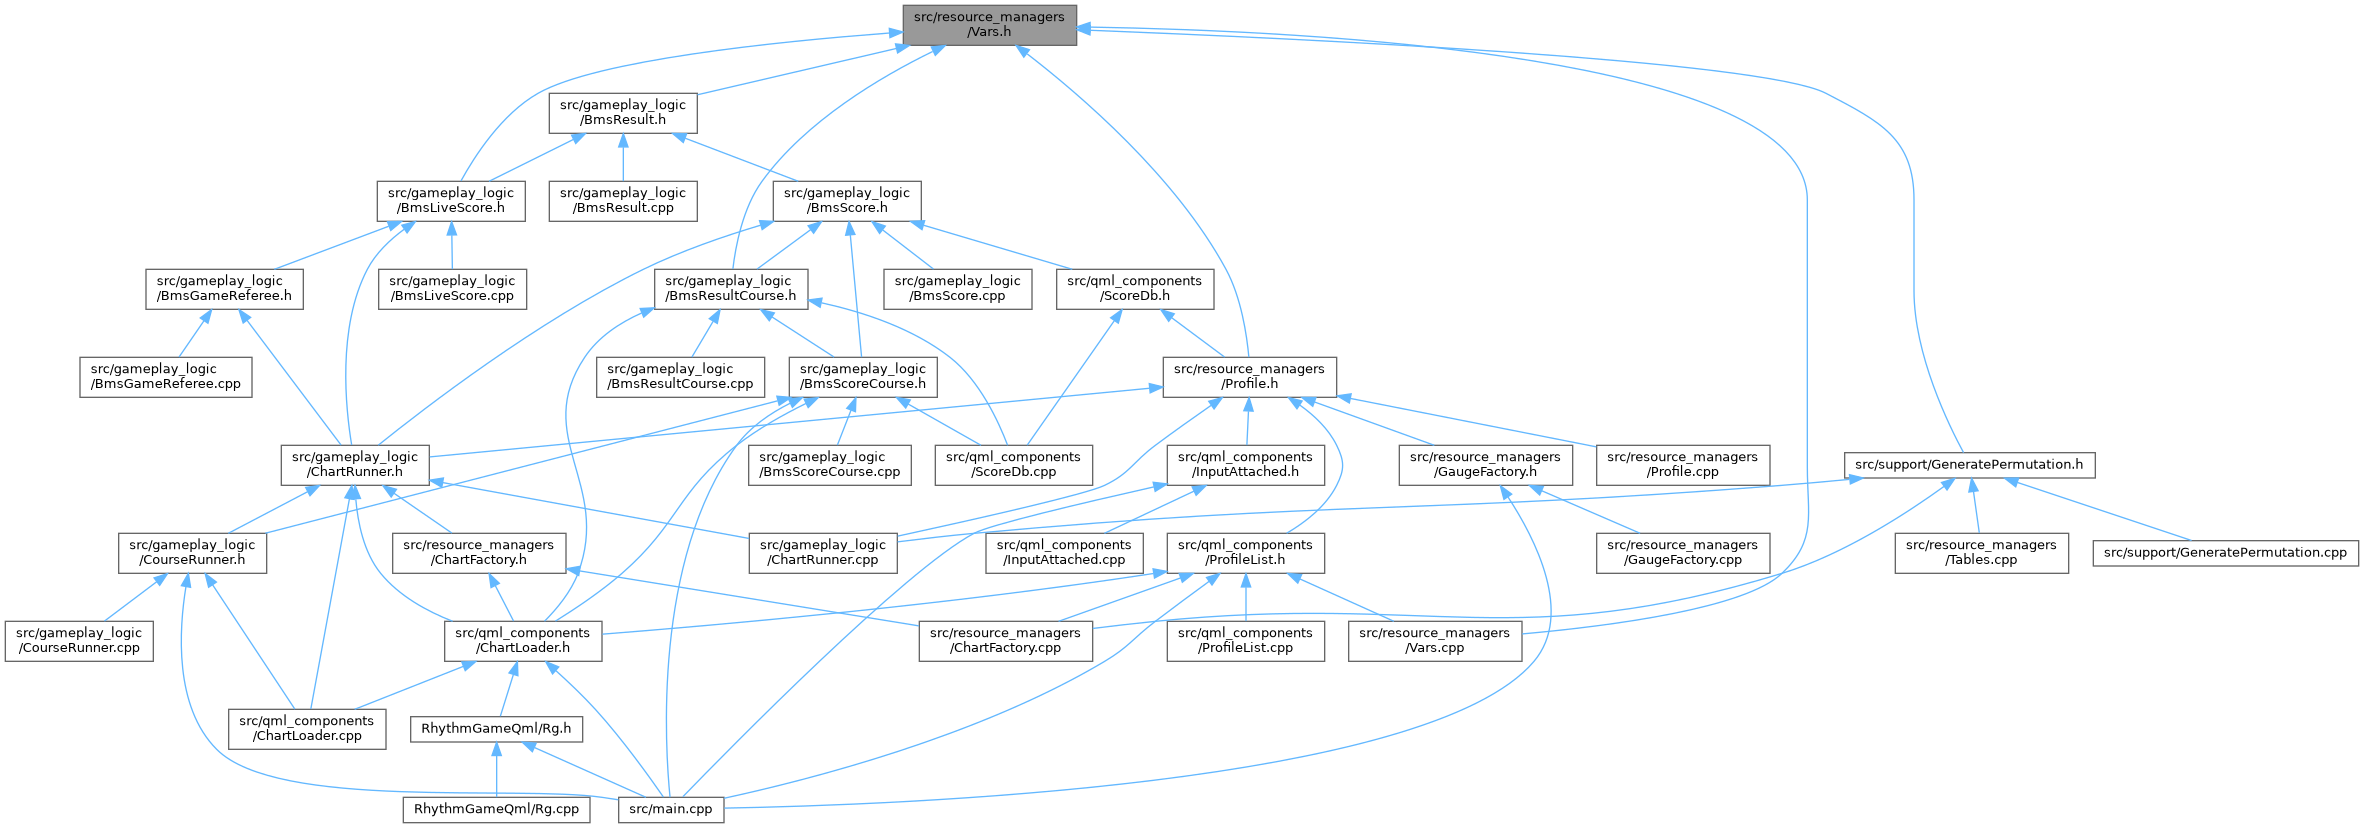 src/resource_managers
/Vars.h
src/gameplay_logic
/BmsResult.h
src/gameplay_logic
/BmsLiveScore.h
src/gameplay_logic
/BmsResult.cpp
src/gameplay_logic
/BmsScore.h
src/gameplay_logic
/BmsGameReferee.h
src/gameplay_logic
/BmsLiveScore.cpp
src/gameplay_logic
/BmsResultCourse.h
src/gameplay_logic
/BmsScore.cpp
src/qml_components
/ScoreDb.h
src/gameplay_logic
/BmsGameReferee.cpp
src/gameplay_logic
/BmsResultCourse.cpp
src/gameplay_logic
/BmsScoreCourse.h
src/resource_managers
/Profile.h
src/gameplay_logic
/ChartRunner.h
src/gameplay_logic
/BmsScoreCourse.cpp
src/qml_components
/ScoreDb.cpp
src/qml_components
/InputAttached.h
src/resource_managers
/GaugeFactory.h
src/resource_managers
/Profile.cpp
src/support/GeneratePermutation.h
src/gameplay_logic
/CourseRunner.h
src/resource_managers
/ChartFactory.h
src/gameplay_logic
/ChartRunner.cpp
src/qml_components
/InputAttached.cpp
src/qml_components
/ProfileList.h
src/resource_managers
/GaugeFactory.cpp
src/resource_managers
/Tables.cpp
src/support/GeneratePermutation.cpp
src/gameplay_logic
/CourseRunner.cpp
src/qml_components
/ChartLoader.h
src/resource_managers
/ChartFactory.cpp
src/qml_components
/ProfileList.cpp
src/resource_managers
/Vars.cpp
src/qml_components
/ChartLoader.cpp
RhythmGameQml/Rg.h
RhythmGameQml/Rg.cpp
src/main.cpp